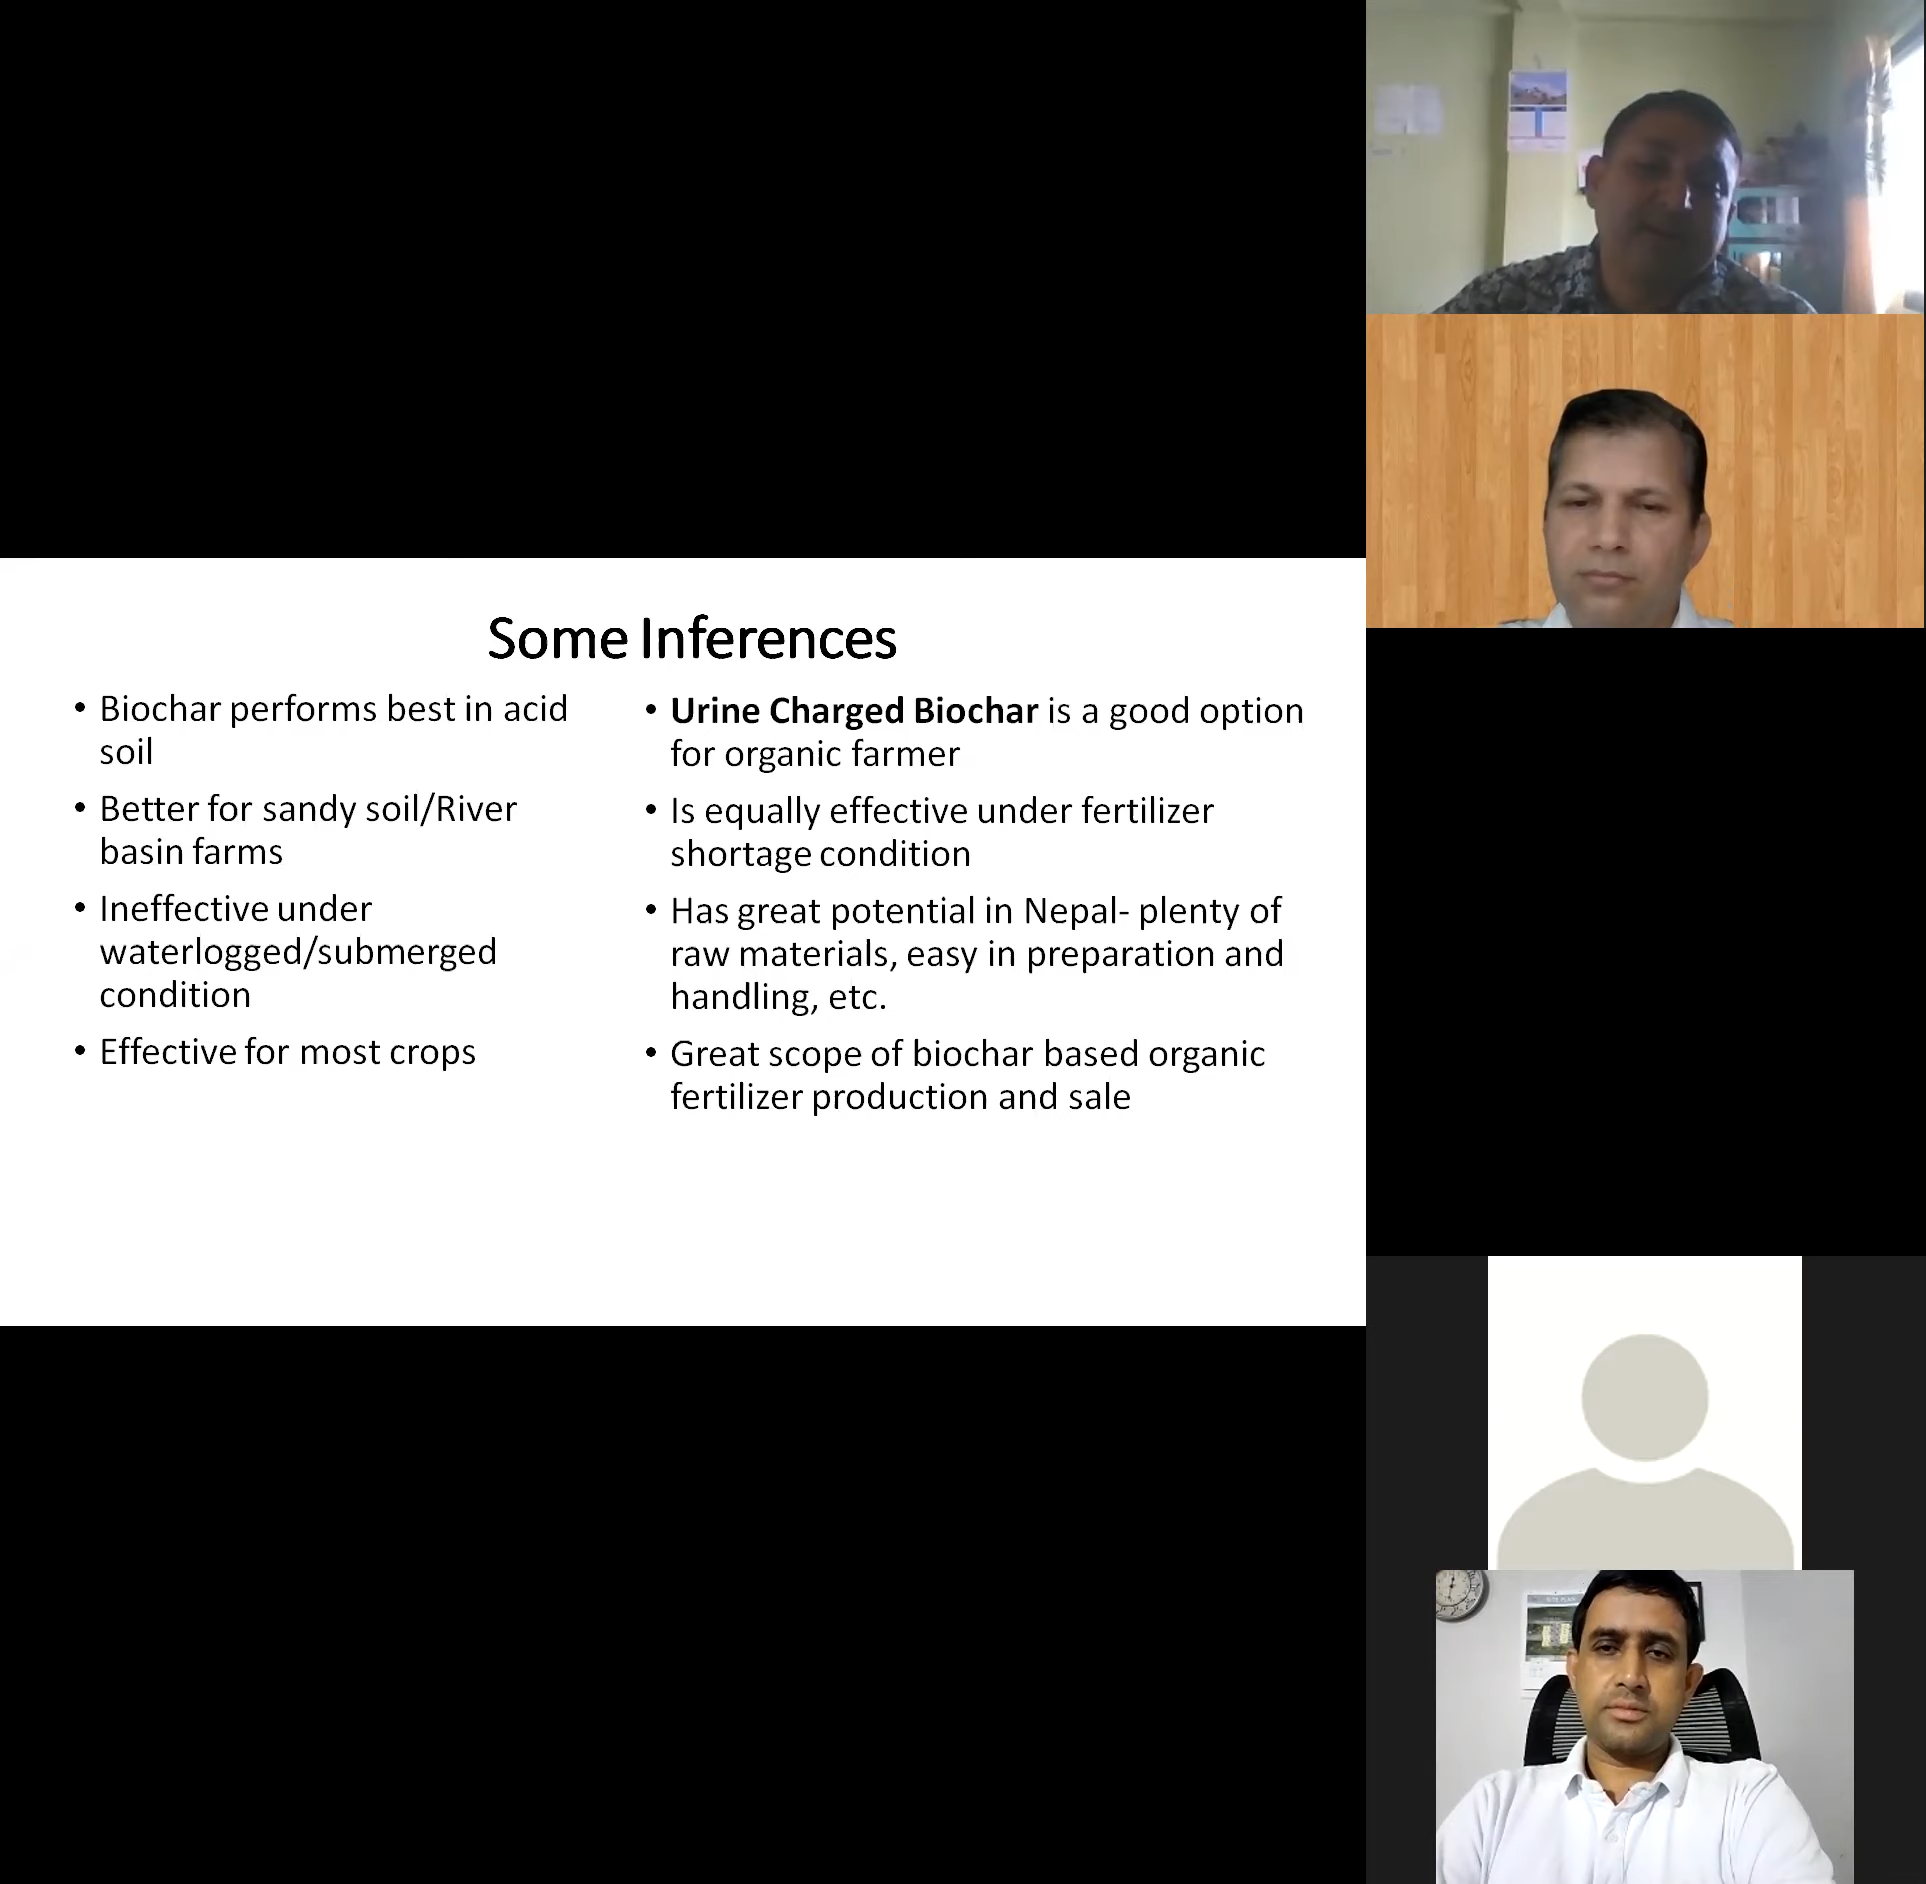 Some Inferences
• Biochar performs best in acid
soil
• Better for sandy soil/River
basin farms
• Ineffective under
waterlogged/submerged
condition
• Effective for most crops
• Urine Charged Biochar is a good option
for organic farmer
• Is equally effective under fertilizer
shortage condition
• Has great potential in Nepal- plenty of
raw materials, easy in preparation and
handling, etc.
• Great scope of biochar based organic
fertilizer production and sale